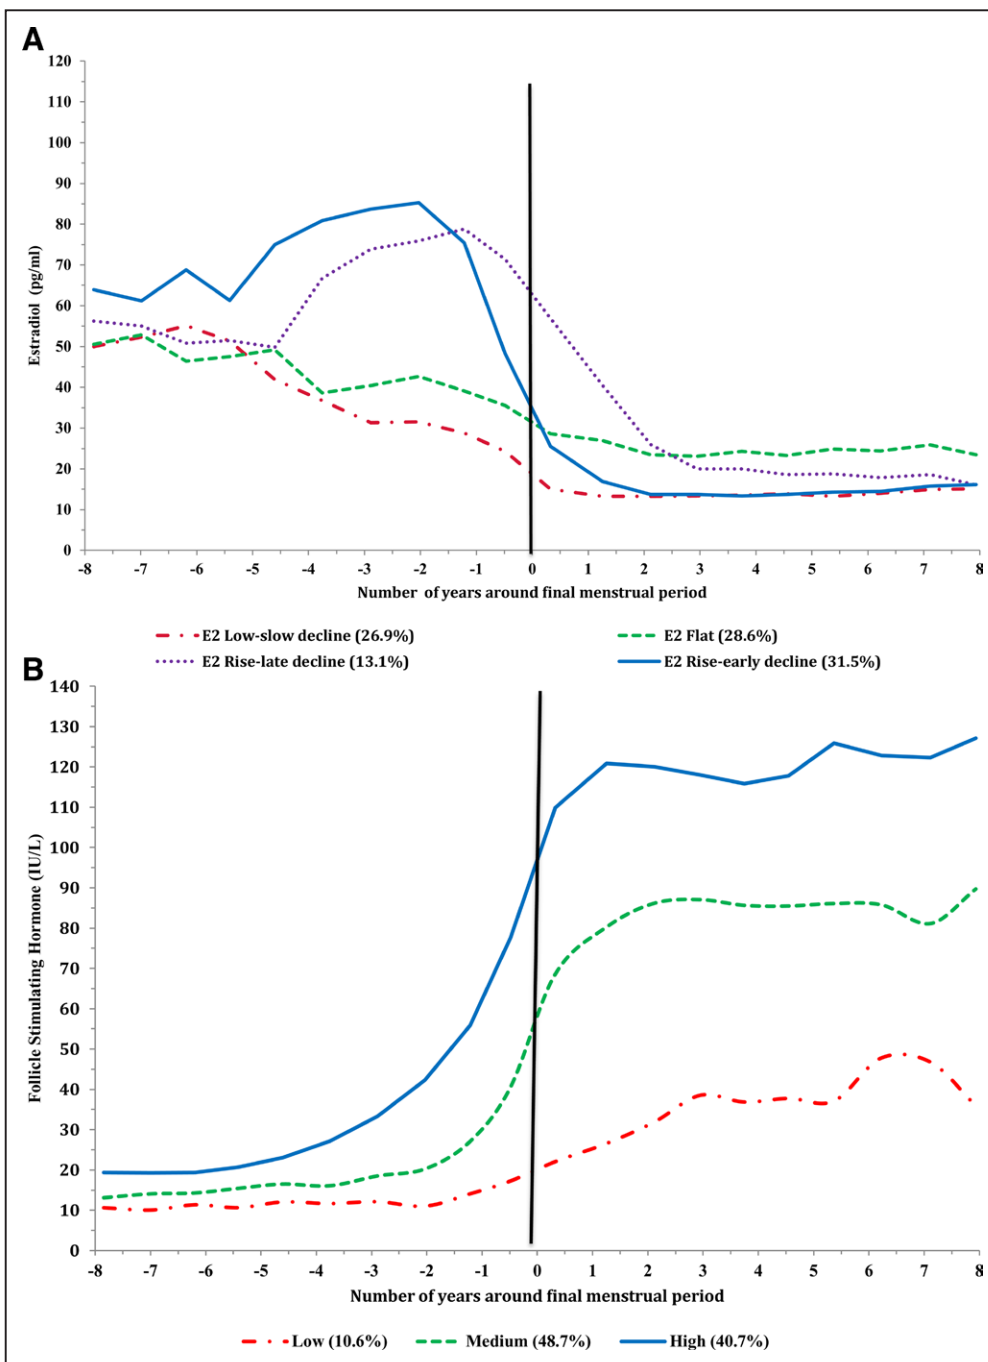 A
120
110
100
90
80
70
60
50
40
30
20
10
0
Estradiol (pg/ml)
-8 -7 -6 -5 -4 -3 -2 -1 0 1 2 3 4 5 6 7 8
Number of years around final menstrual period
E2 Low-slow decline (26.9%) E2 Flat (28.6%)
E2 Rise-late decline (13.1%) E2 Rise-early decline (31.5%)
B
140
130
120
110
100
90
80
70
60
50
40
30
20
10
0
Follicle Stimulating Hormone (IU/L)
-8 -7 -6 -5 -4 -3 -2 -1 0 1 2 3 4 5 6 7 8
Number of years around final menstrual period
Low (10.6%) Medium (48.7%) High (40.7%)